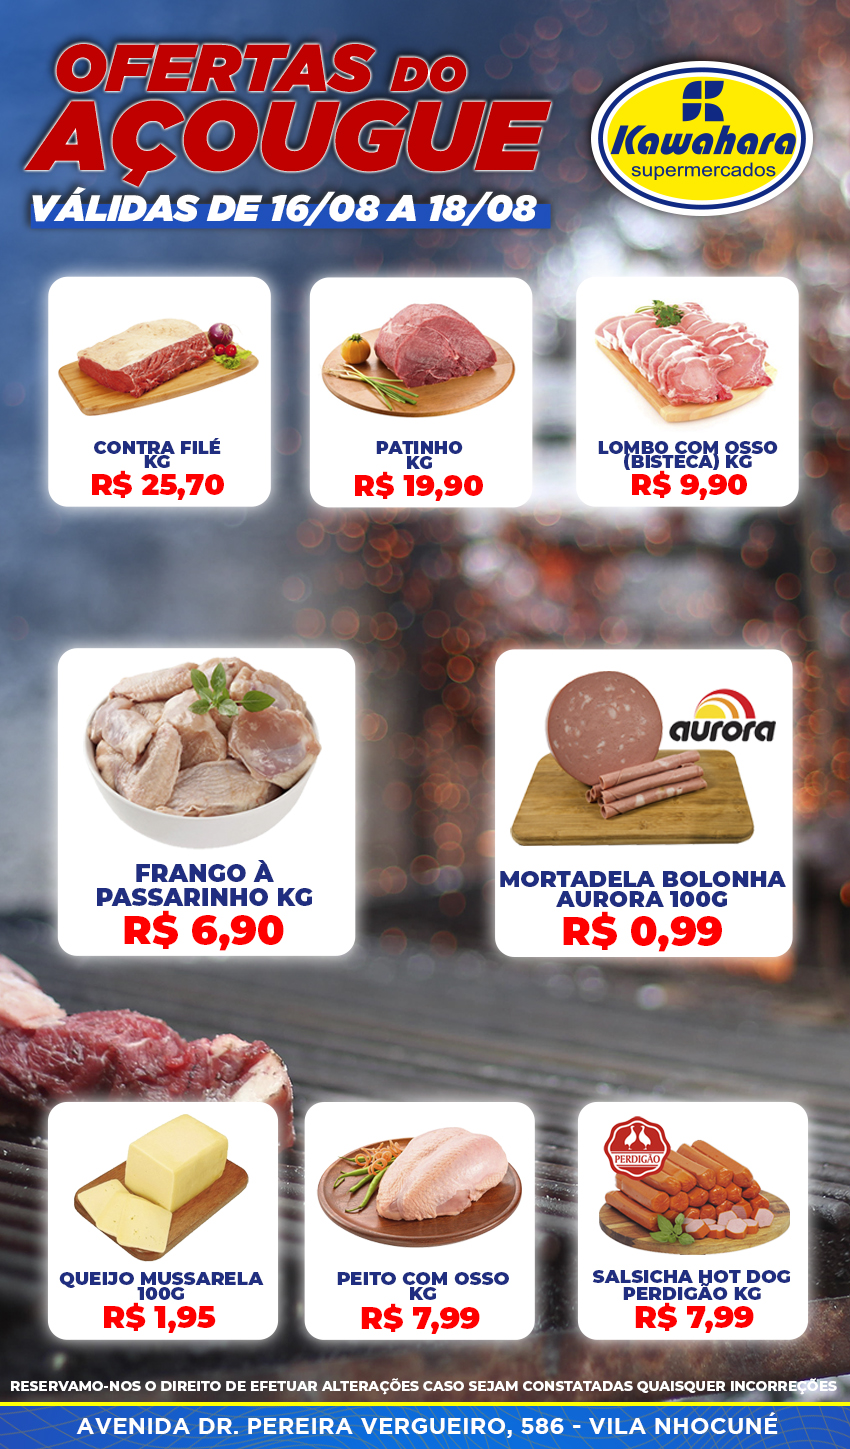 OFERTAS DO
AÇOUGUE
VÁLIDAS DE 16/08 A 18/08
Kawahara
supermercados
CONTRA FILÉ
KG
R$ 25,70
PATINHO
KG
R$ 19,90
LOMBO COM OSSO
(BISTECA) KG
R$ 9,90
FRANGO À
PASSARINHO KG
R$ 6,90
aurora
MORTADELA BOLONHA
AURORA 100G
R$ 0,99
QUEIJO MUSSARELA
100G
R$ 1,95
PEITO COM OSSO
KG
R$ 7,99
PERDIGÃO
SALSICHA HOT DOG
PERDIGÃO KG
R$ 7,99
RESERVAMO-NOS O DIREITO DE EFETUAR ALTERAÇÕES CASO SEJAM CONSTATADAS QUAISQUER INCORREÇÕES
AVENIDA DR. PEREIRA VERGUEIRO, 586 - VILA NHOCUNÉ